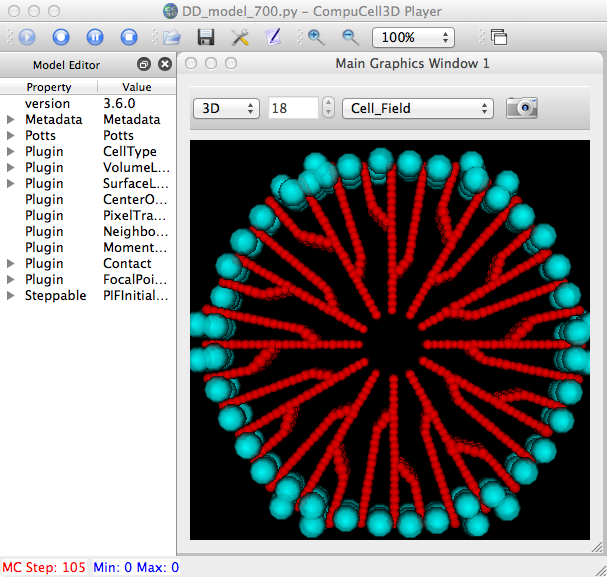 DD_model_700.py – CompuCell3D Player
100%
Model Editor
Property Value
version 3.6.0
Metadata Metadata
Potts Potts
Plugin CellType
Plugin VolumeL...
Plugin SurfaceL...
Plugin CenterO...
Plugin PixelTra...
Plugin Neighbo...
Plugin Moment...
Plugin Contact
Plugin FocalPoi...
Steppable PIFInitial...
Main Graphics Window 1
3D 18 Cell_Field
MC Step: 105 Min: 0 Max: 0